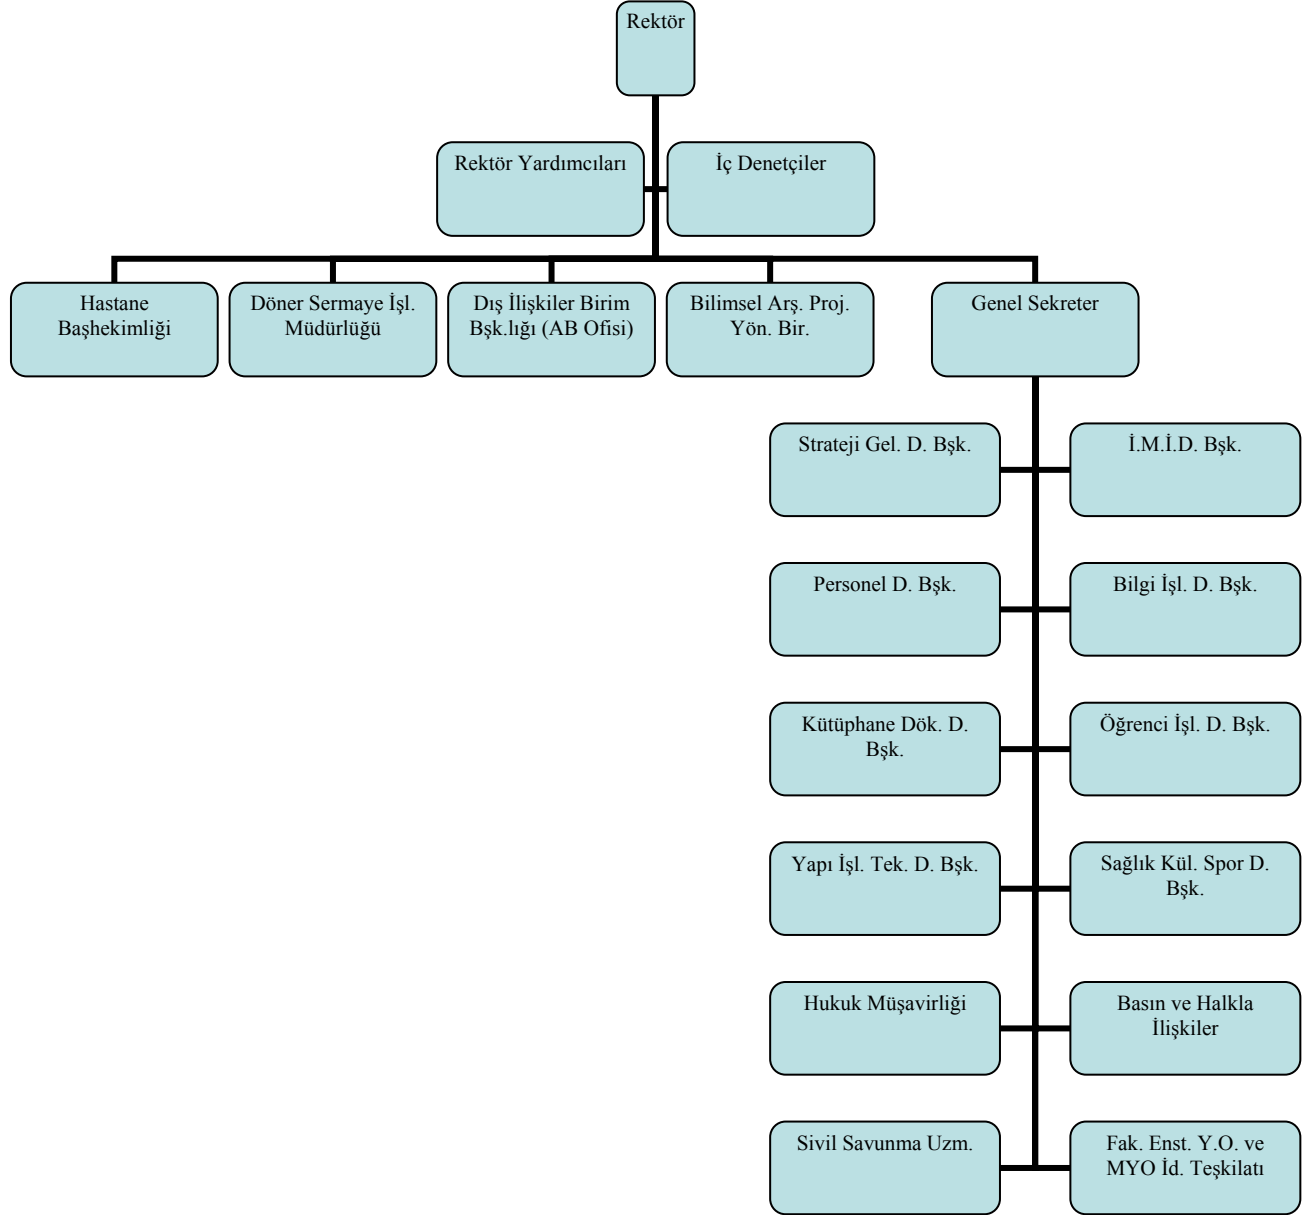 Rektör
Rektör Yardımcıları
İç Denetçiler
Hastane
Başhekimliği
Döner Sermaye İşl.
Müdürlüğü
Dış İlişkiler Birim
Bşk.lığı (AB Ofisi)
Bilimsel Arş. Proj.
Yön. Bir.
Genel Sekreter
Strateji Gel. D. Bşk.
İ.M.İ.D. Bşk.
Personel D. Bşk.
Bilgi İşl. D. Bşk.
Kütüphane Dök. D.
Bşk.
Öğrenci İşl. D. Bşk.
Yapı İşl. Tek. D. Bşk.
Sağlık Kül. Spor D.
Bşk.
Hukuk Müşavirliği
Basın ve Halkla
İlişkiler
Sivil Savunma Uzm.
Fak. Enst. Y.O. ve
MYO İd. Teşkilatı